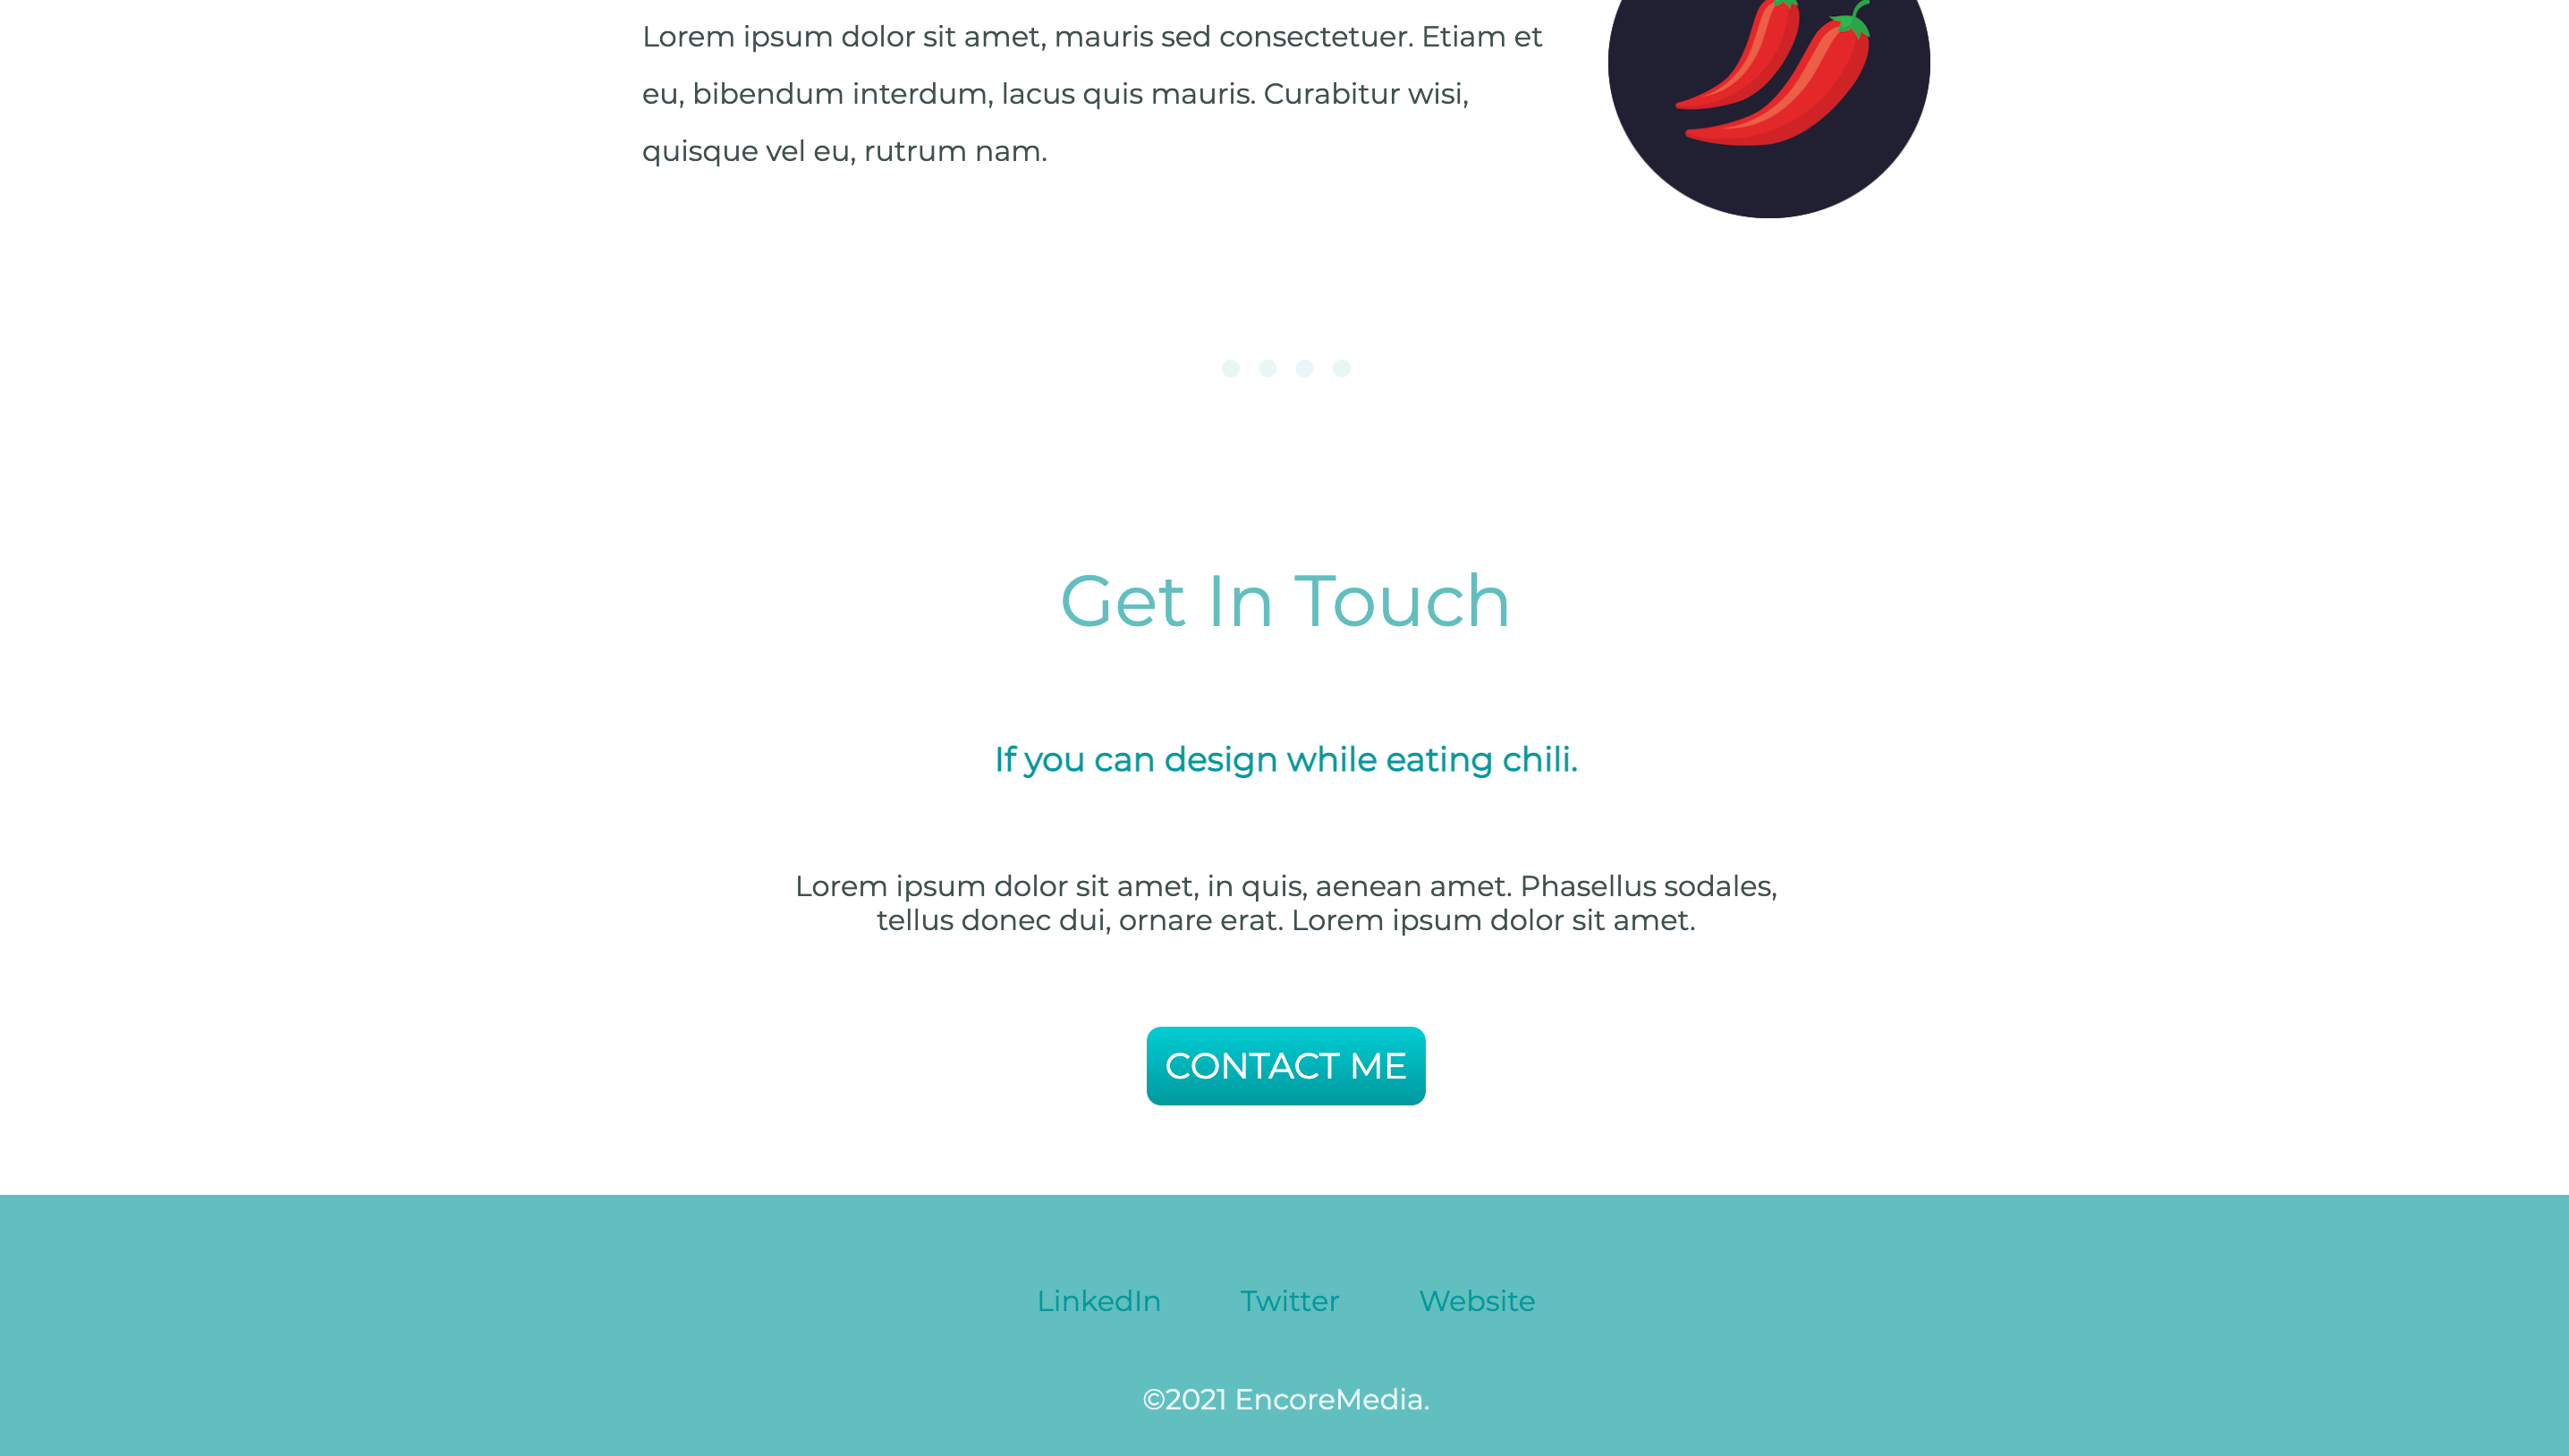 Lorem ipsum dolor sit amet, mauris sed consectetuer. Etiam et
eu, bibendum interdum, lacus quis mauris. Curabitur wisi,
quisque vel eu, rutrum nam.
Get In Touch
If you can design while eating chili.
Lorem ipsum dolor sit amet, in quis, aenean amet. Phasellus sodales,
tellus donec dui, ornare erat. Lorem ipsum dolor sit amet.
CONTACT ME
LinkedIn Twitter Website
©2021 EncoreMedia.